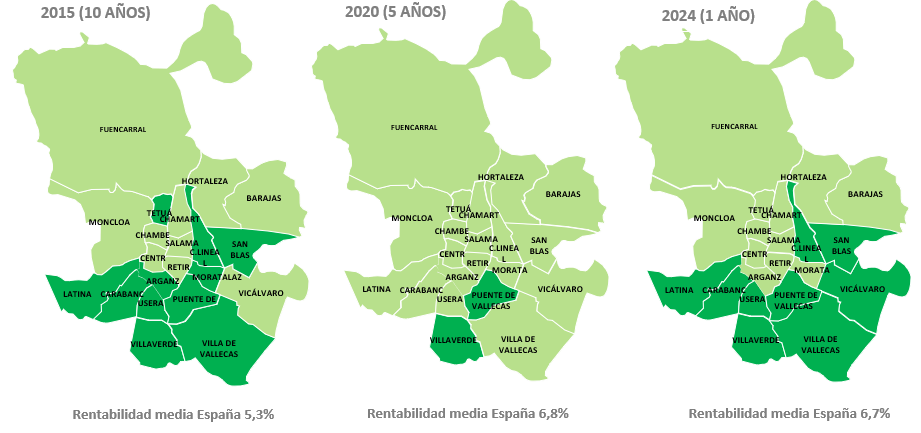 2015 (10 AÑOS)
FUENCARRAL
HORTALEZA
BARAJAS
MONCLOA
TETUÁ
CHAMART
CHAMBE
SALAMA
C.LINEA
L
SAN
BLAS
CENTR
RETIR
ARGANZ
MORAT
ALAZ
LATINA
CARABANC
USERA
PUENTE DE
VICÁLVARO
VILLAVERDE
VILLA DE
VALLECAS
Rentabilidad media España 5,3%
2020 (5 AÑOS)
FUENCARRAL
HORTALEZA
BARAJAS
MONCLOA
TETUÁ
CHAMART
CHAMBE
SALAMA
C.LINEA
L
SAN
BLAS
CENTR
RETIR
MORATA
ARGANZ
LATINA
CARABANC
USERA
PUENTE DE
VALLECAS
VICÁLVARO
VILLAVERDE
VILLA DE
VALLECAS
Rentabilidad media España 6,8%
2024 (1 AÑO)
FUENCARRAL
HORTALEZA
BARAJAS
MONCLOA
TETUÁ
CHAMART
CHAMBE
SALAMA
C.LINEA
L
SAN
BLAS
CENTR
RETIR
MORATA
ARGANZ
LATINA
CARABANC
USERA
PUENTE DE
VALLECAS
VICÁLVARO
VILLAVERDE
VILLA DE
VALLECAS
Rentabilidad media España 6,7%